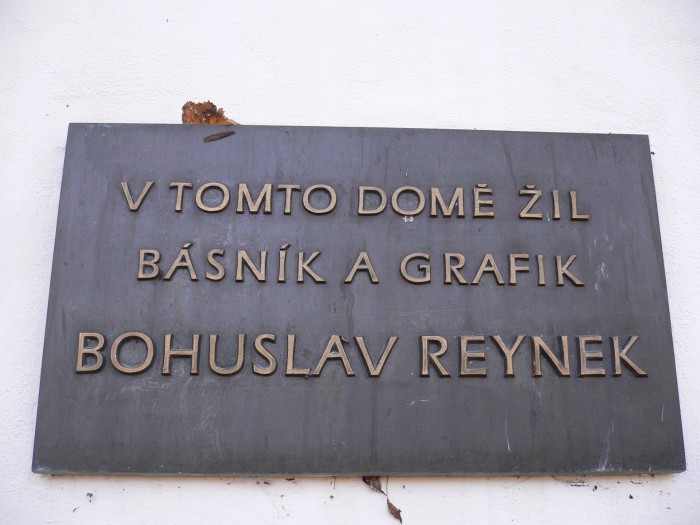 V TOMTO DOMĚ ŽIL
BÁSNÍK A GRAFIK
BOHUSLAV REYNEK